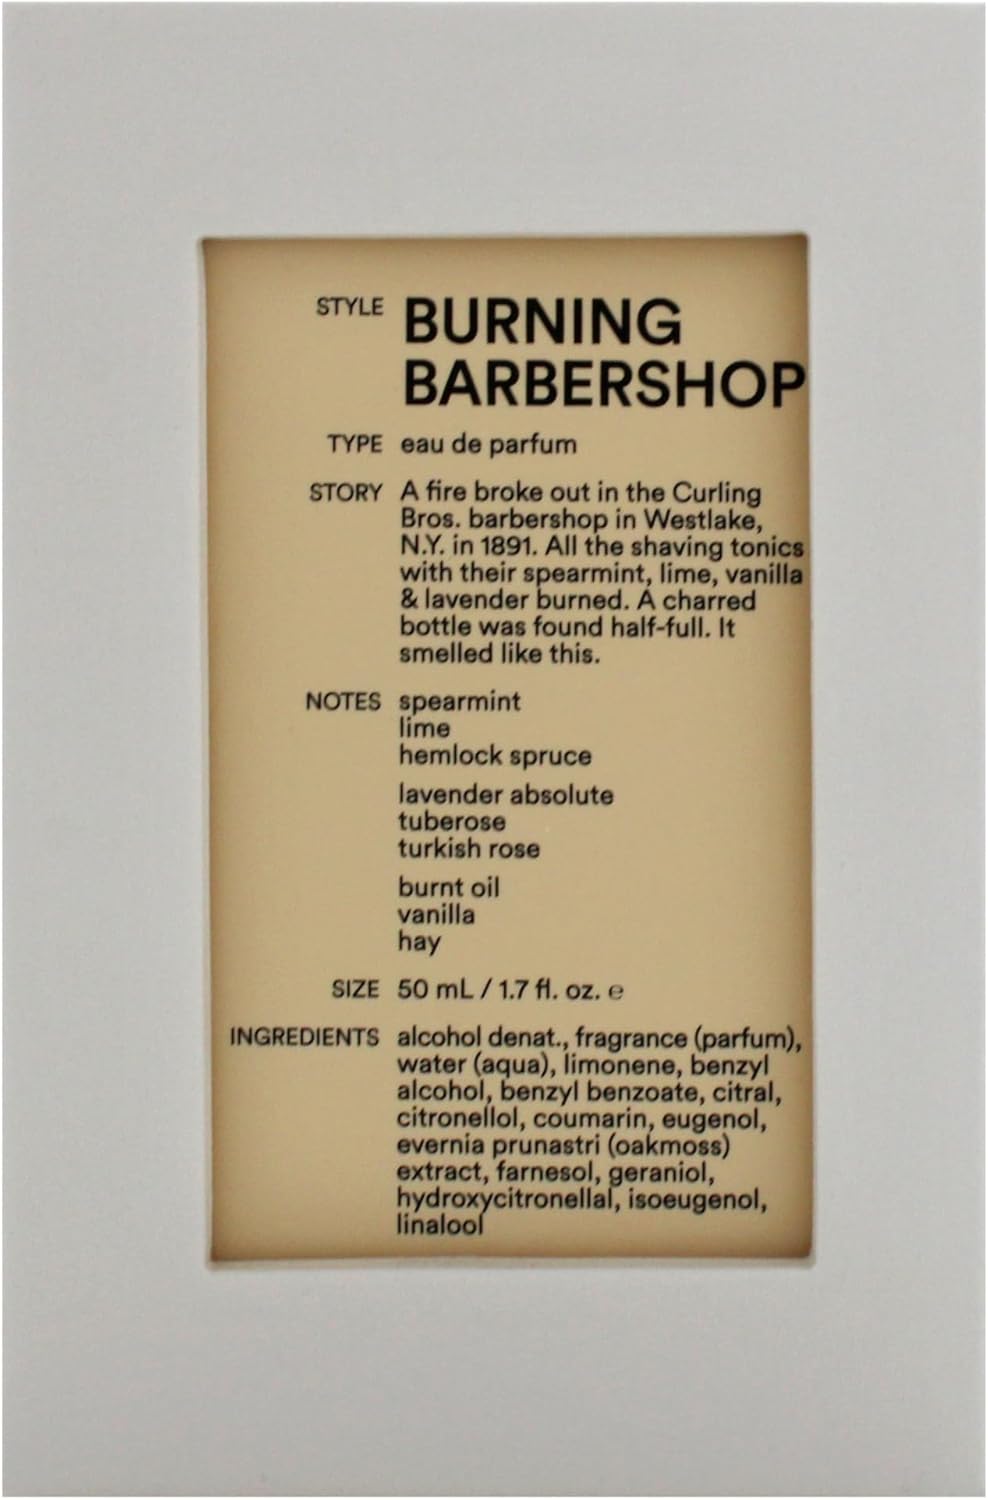 STYLE BURNING
BARBERSHOP
TYPE eau de parfum
STORY A fire broke out in the Curling
Bros. barbershop in Westlake,
N.Y. in 1891. All the shaving tonics
with their spearmint, lime, vanilla
& lavender burned. A charred
bottle was found half-full. It
smelled like this.
NOTES spearmint
lime
hemlock spruce
lavender absolute
tuberose
turkish rose
burnt oil
vanilla
hay
SIZE 50 mL / 1.7 fl. oz. ℮
INGREDIENTS alcohol denat., fragrance (parfum),
water (aqua), limonene, benzyl
alcohol, benzyl benzoate, citral,
citronellol, coumarin, eugenol,
evernia prunastri (oakmoss)
extract, farnesol, geraniol,
hydroxycitronellal, isoeugenol,
linalool